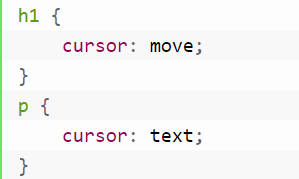 h1 {
    cursor: move;
}
p {
    cursor: text;
}